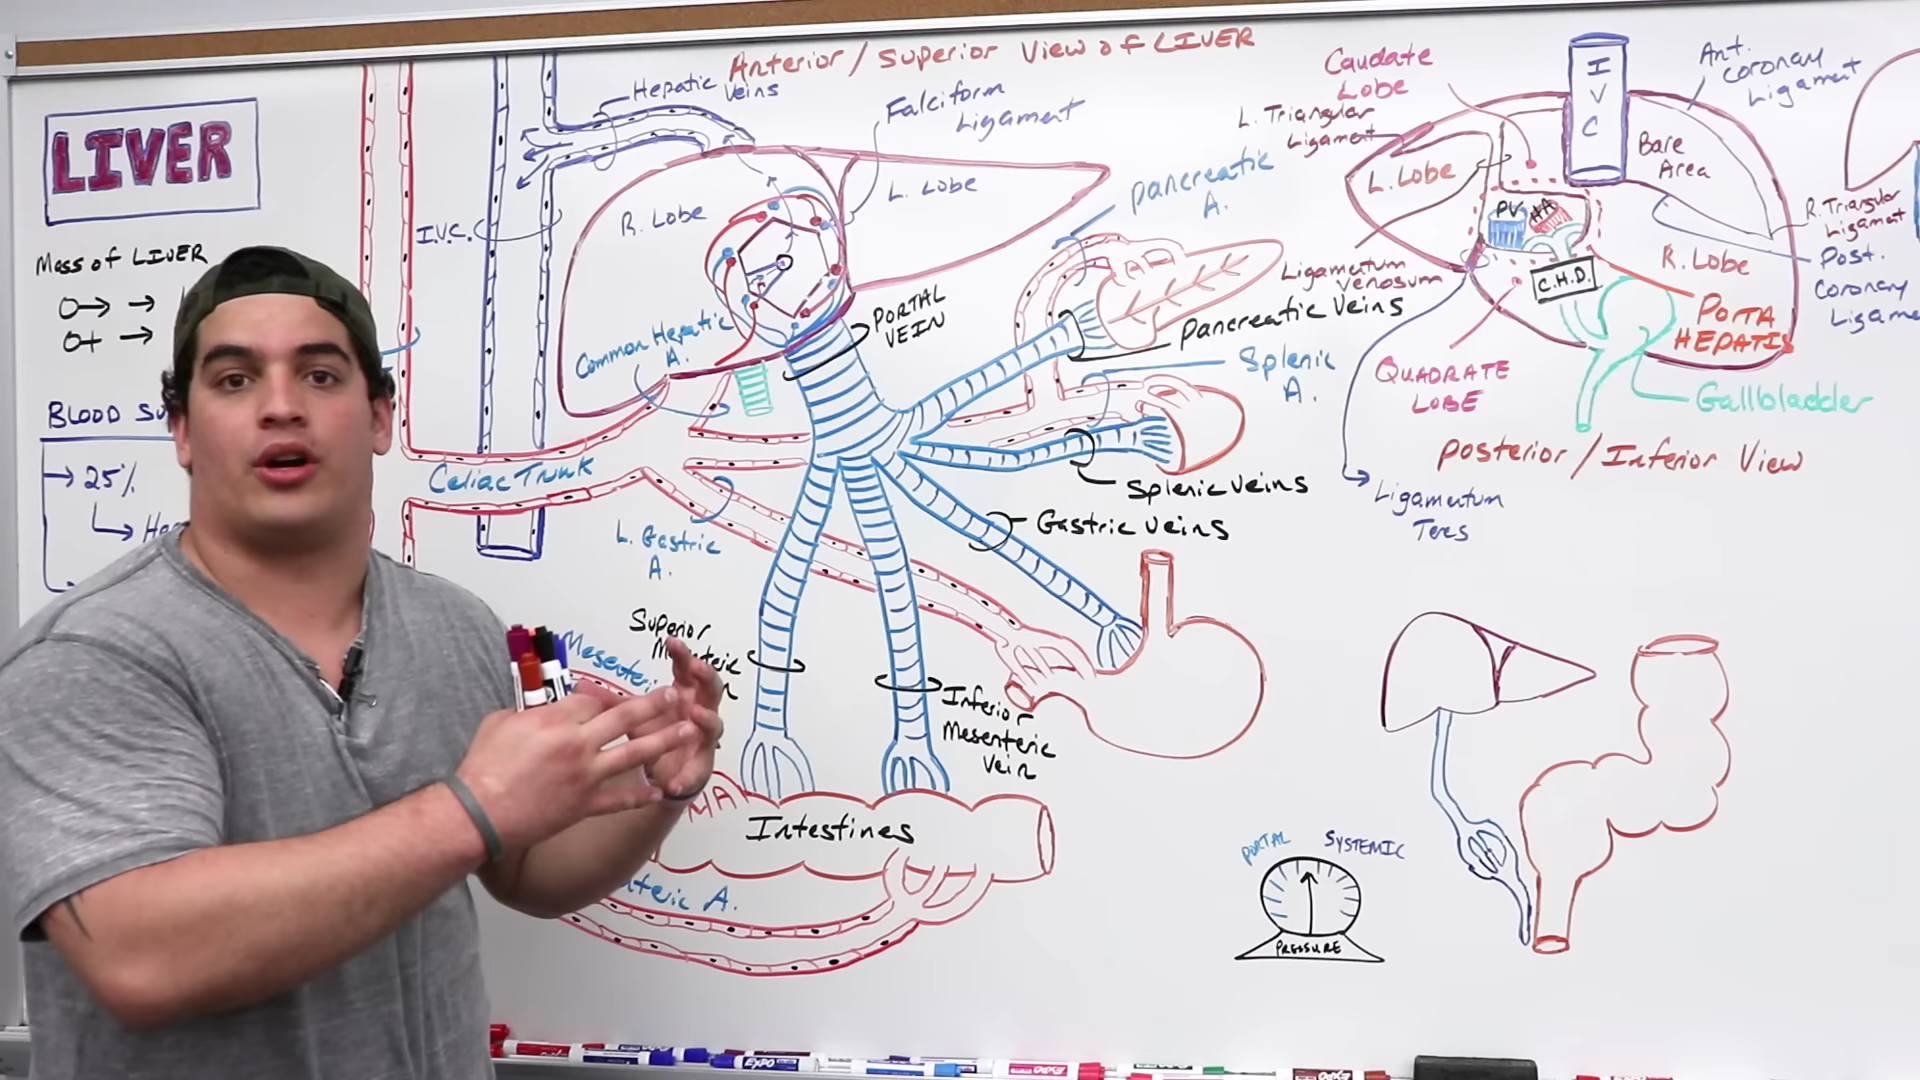 LIVER
Mass of LIVER
BLOOD
25%
Anterior / Superior View of LIVER
Hepatic
Veins
Falciform
Ligament
I.V.C.
R. Lobe
L. Lobe
Pancreatic
A.
PORTAL
VEIN
Common Hepatic
A.
Pancreatic Veins
Splenic
A.
Celiac Trunk
Splenic Veins
Gastric Veins
L. Gastric
A.
Superior
Inferior
Mesenteric
Vein
Intestines
A.
Caudate
Lobe
I
V
C
Ant.
Coronary
Ligament
L. Triangular
Ligament
Bare
Area
L. Lobe
PV
HA
R. Triangular
Ligament
Post.
Coronary
Ligamentum
Venosum
C.H.D.
R. Lobe
PORTA
HEPATIS
QUADRATE
LOBE
Gallbladder
Posterior / Inferior View
Ligamentum
Teres
PORTAL
SYSTEMIC
PRESSURE
EXPO